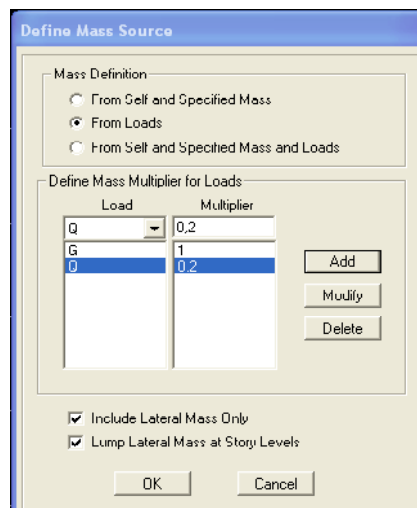 Define Mass Source
Mass Definition
From Self and Specified Mass
From Loads
From Self and Specified Mass and Loads
Define Mass Multiplier for Loads
Load Multiplier
Q 0,2
G 1
Q 0.2
Add
Modify
Delete
Include Lateral Mass Only
Lump Lateral Mass at Story Levels
OK Cancel